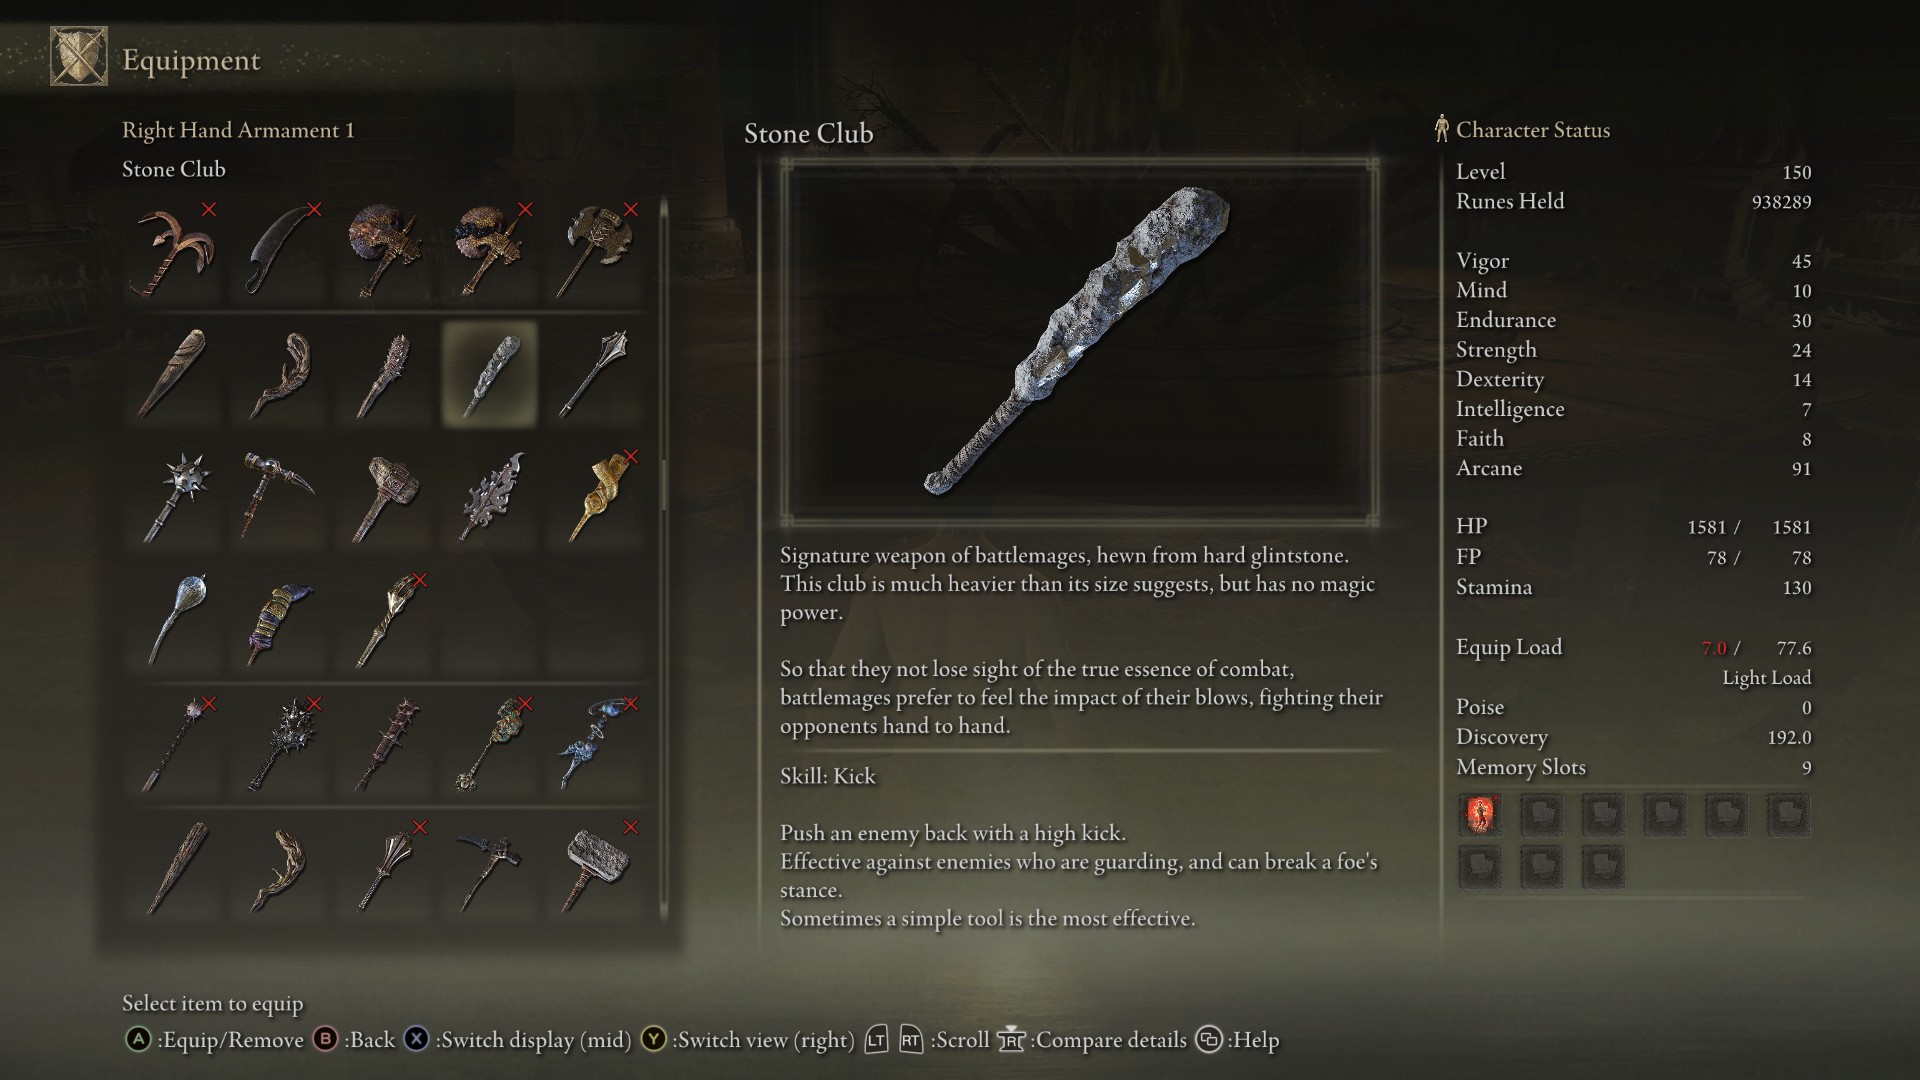 Equipment
Right Hand Armament 1
Stone Club
Stone Club
Signature weapon of battlemages, hewn from hard glintstone.
This club is much heavier than its size suggests, but has no magic
power.
So that they not lose sight of the true essence of combat,
battlemages prefer to feel the impact of their blows, fighting their
opponents hand to hand.
Skill: Kick
Push an enemy back with a high kick.
Effective against enemies who are guarding, and can break a foe's
stance.
Sometimes a simple tool is the most effective.
Character Status
Level 150
Runes Held 938289
Vigor 45
Mind 10
Endurance 30
Strength 24
Dexterity 14
Intelligence 7
Faith 8
Arcane 91
HP 1581 / 1581
FP 78 / 78
Stamina 130
Equip Load 7.0 / 77.6
Light Load
Poise 0
Discovery 192.0
Memory Slots 9
Select item to equip
A :Equip/Remove B :Back X :Switch display (mid) Y :Switch view (right) LT RT :Scroll R :Compare details :Help